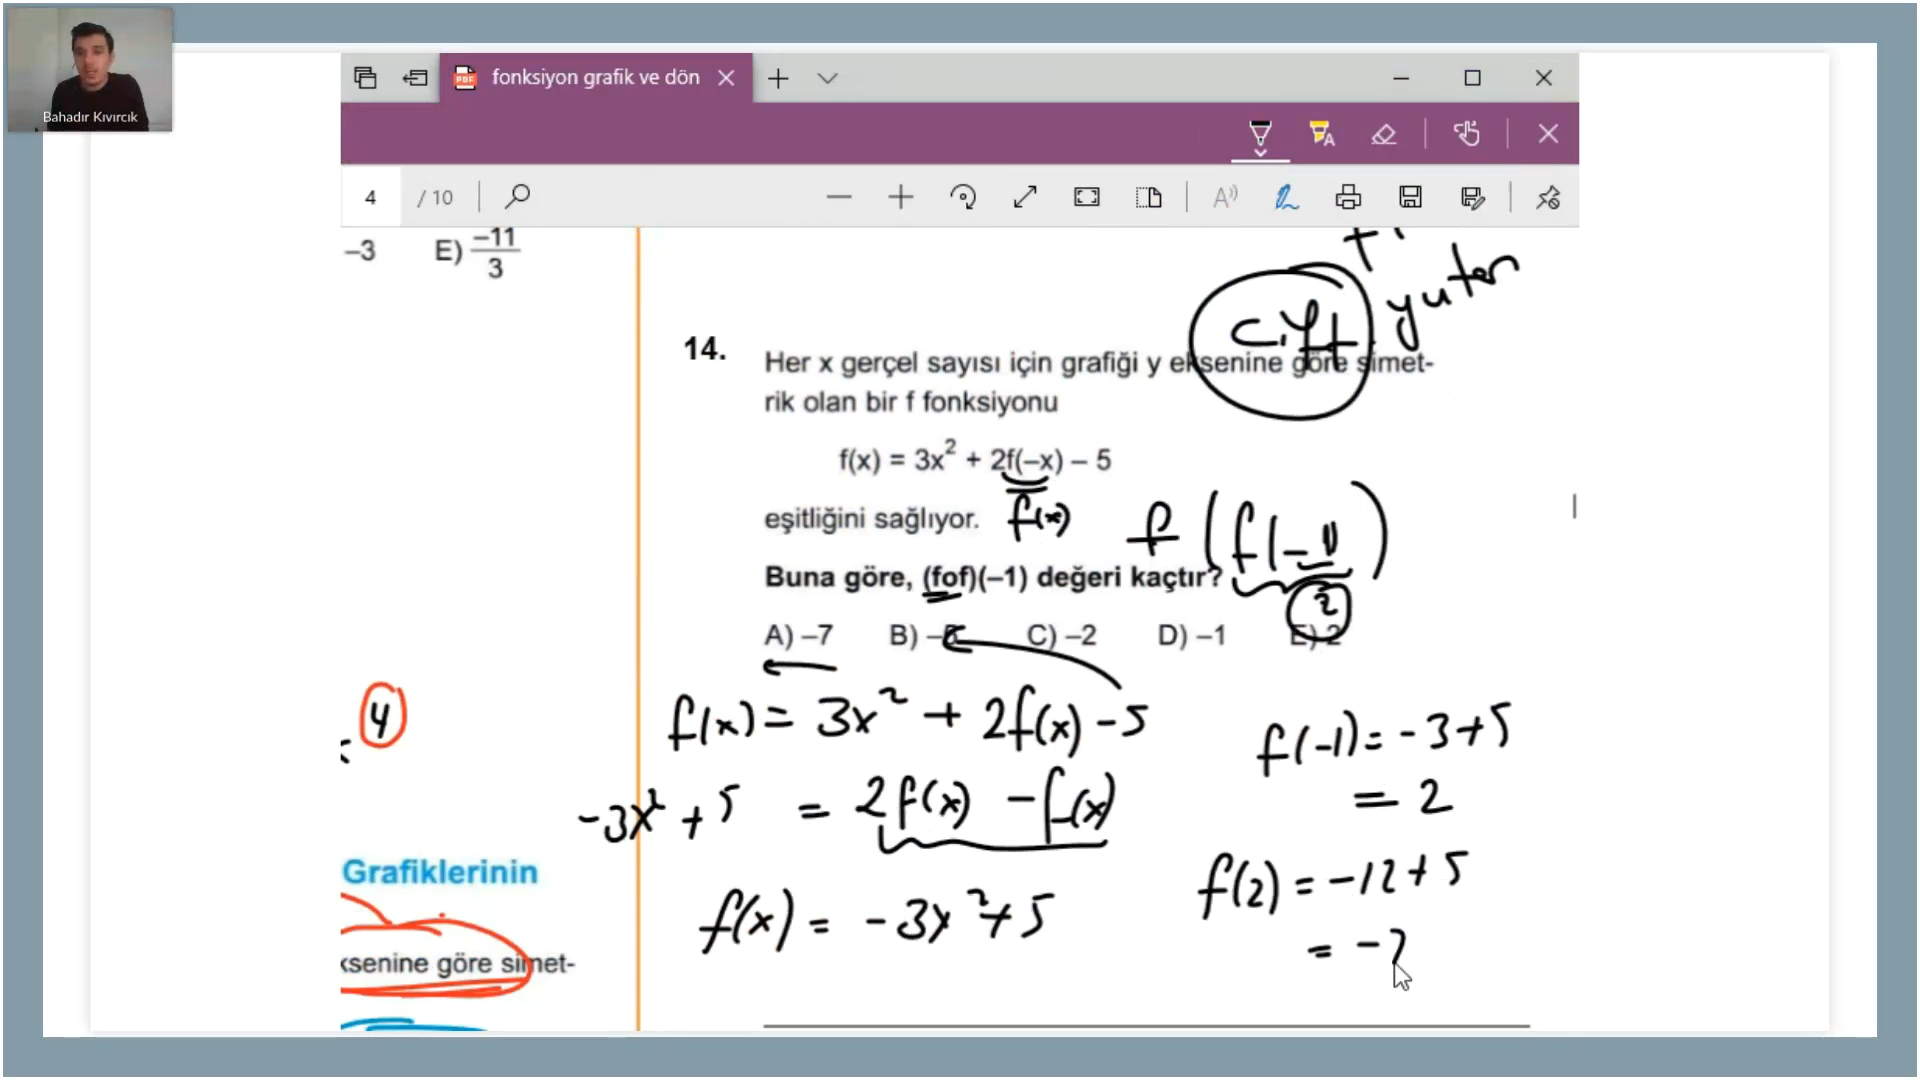 Bahadır Kıvırcık
fonksiyon grafik ve dön
4 / 10
–3 E) –11/3
çift yutar
14. Her x gerçel sayısı için grafiği y eksenine göre simet-
rik olan bir f fonksiyonu
f(x) = 3x² + 2f(–x) – 5
eşitliğini sağlıyor. f(x)
f(f(-1))
2
Buna göre, (fof)(–1) değeri kaçtır?
A) –7 B) –5 C) –2 D) –1 E) 2
f(x) = 3x² + 2f(x) - 5
-3x² + 5 = 2f(x) - f(x)
f(x) = -3x² + 5
f(-1) = -3+5
= 2
f(2) = -12+5
= -7
4
Grafiklerinin
ksenine göre simet-